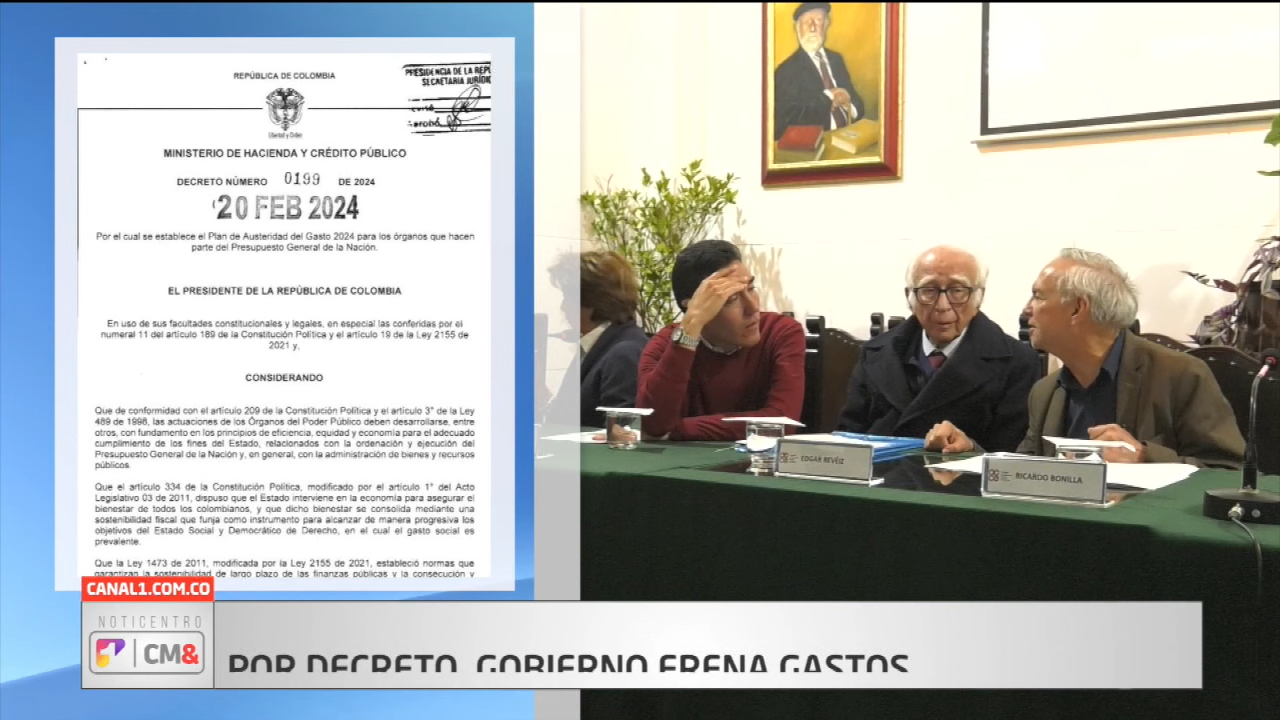 REPÚBLICA DE COLOMBIA
PRESIDENCIA DE LA REPÚ
SECRETARIA JURÍDIC
Libertad y Orden
MINISTERIO DE HACIENDA Y CRÉDITO PÚBLICO
DECRETO NÚMERO 0199 DE 2024
20 FEB 2024
Por el cual se establece el Plan de Austeridad del Gasto 2024 para los órganos que hacen
parte del Presupuesto General de la Nación.
EL PRESIDENTE DE LA REPÚBLICA DE COLOMBIA
En uso de sus facultades constitucionales y legales, en especial las conferidas por el
numeral 11 del artículo 189 de la Constitución Política y el artículo 19 de la Ley 2155 de
2021 y,
CONSIDERANDO
Que de conformidad con el artículo 209 de la Constitución Política y el artículo 3° de la Ley
489 de 1998, las actuaciones de los Órganos del Poder Público deben desarrollarse, entre
otros, con fundamento en los principios de eficiencia, equidad y economía para el adecuado
cumplimiento de los fines del Estado, relacionados con la ordenación y ejecución del
Presupuesto General de la Nación y, en general, con la administración de bienes y recursos
públicos.
Que el artículo 334 de la Constitución Política, modificado por el artículo 1° del Acto
Legislativo 03 de 2011, dispuso que el Estado interviene en la economía para asegurar el
bienestar de todos los colombianos, y que dicho bienestar se consolida mediante una
sostenibilidad fiscal que funja como instrumento para alcanzar de manera progresiva los
objetivos del Estado Social y Democrático de Derecho, en el cual el gasto social es
prevalente.
Que la Ley 1473 de 2011, modificada por la Ley 2155 de 2021, estableció normas que
garantizan la sostenibilidad de largo plazo de las finanzas públicas y la consecución y
EDGAR REVÉIZ
RICARDO BONILLA
CANAL1.COM.CO
NOTICENTRO
1 CM&
POR DECRETO, GOBIERNO FRENA GASTOS